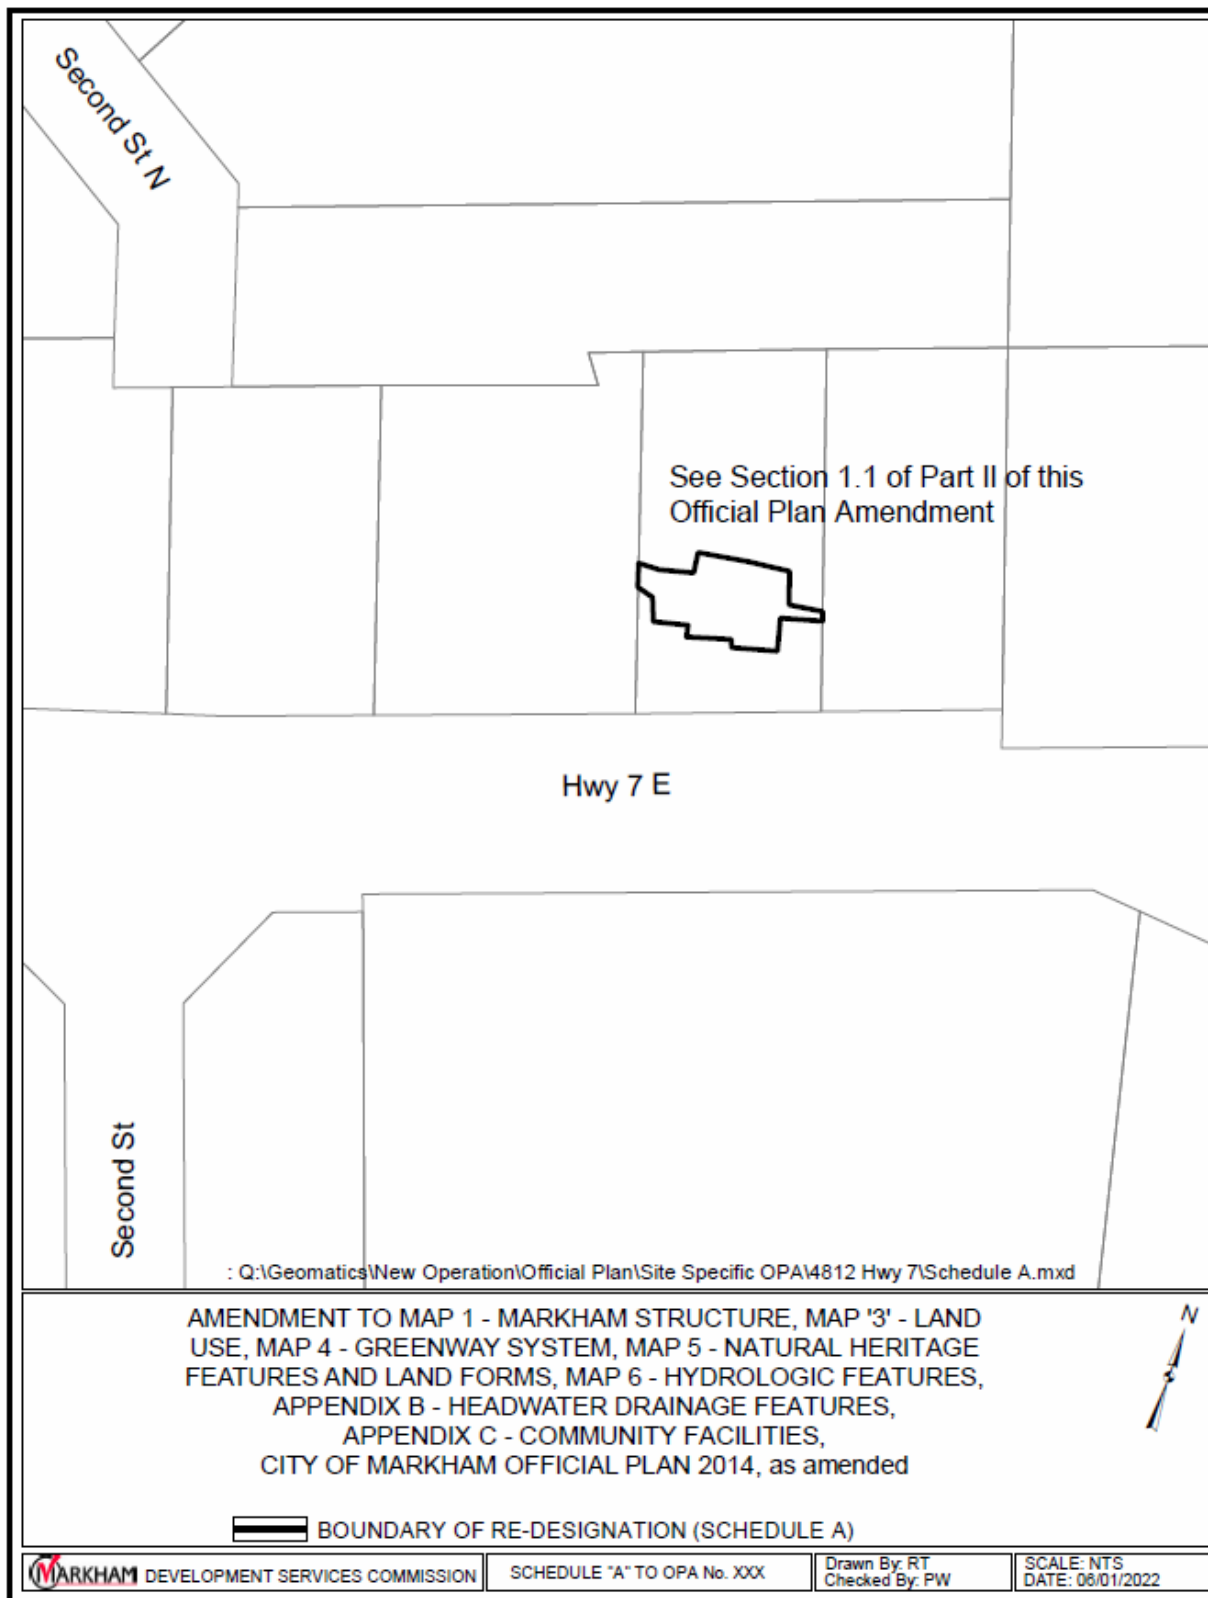 Second St N
See Section 1.1 of Part II of this
Official Plan Amendment
Hwy 7 E
Second St
: Q:\Geomatics\New Operation\Official Plan\Site Specific OPA\4812 Hwy 7\Schedule A.mxd
AMENDMENT TO MAP 1 - MARKHAM STRUCTURE, MAP '3' - LAND
USE, MAP 4 - GREENWAY SYSTEM, MAP 5 - NATURAL HERITAGE
FEATURES AND LAND FORMS, MAP 6 - HYDROLOGIC FEATURES,
APPENDIX B - HEADWATER DRAINAGE FEATURES,
APPENDIX C - COMMUNITY FACILITIES,
CITY OF MARKHAM OFFICIAL PLAN 2014, as amended
N
BOUNDARY OF RE-DESIGNATION (SCHEDULE A)
MARKHAM DEVELOPMENT SERVICES COMMISSION
SCHEDULE "A" TO OPA No. XXX
Drawn By: RT
Checked By: PW
SCALE: NTS
DATE: 06/01/2022